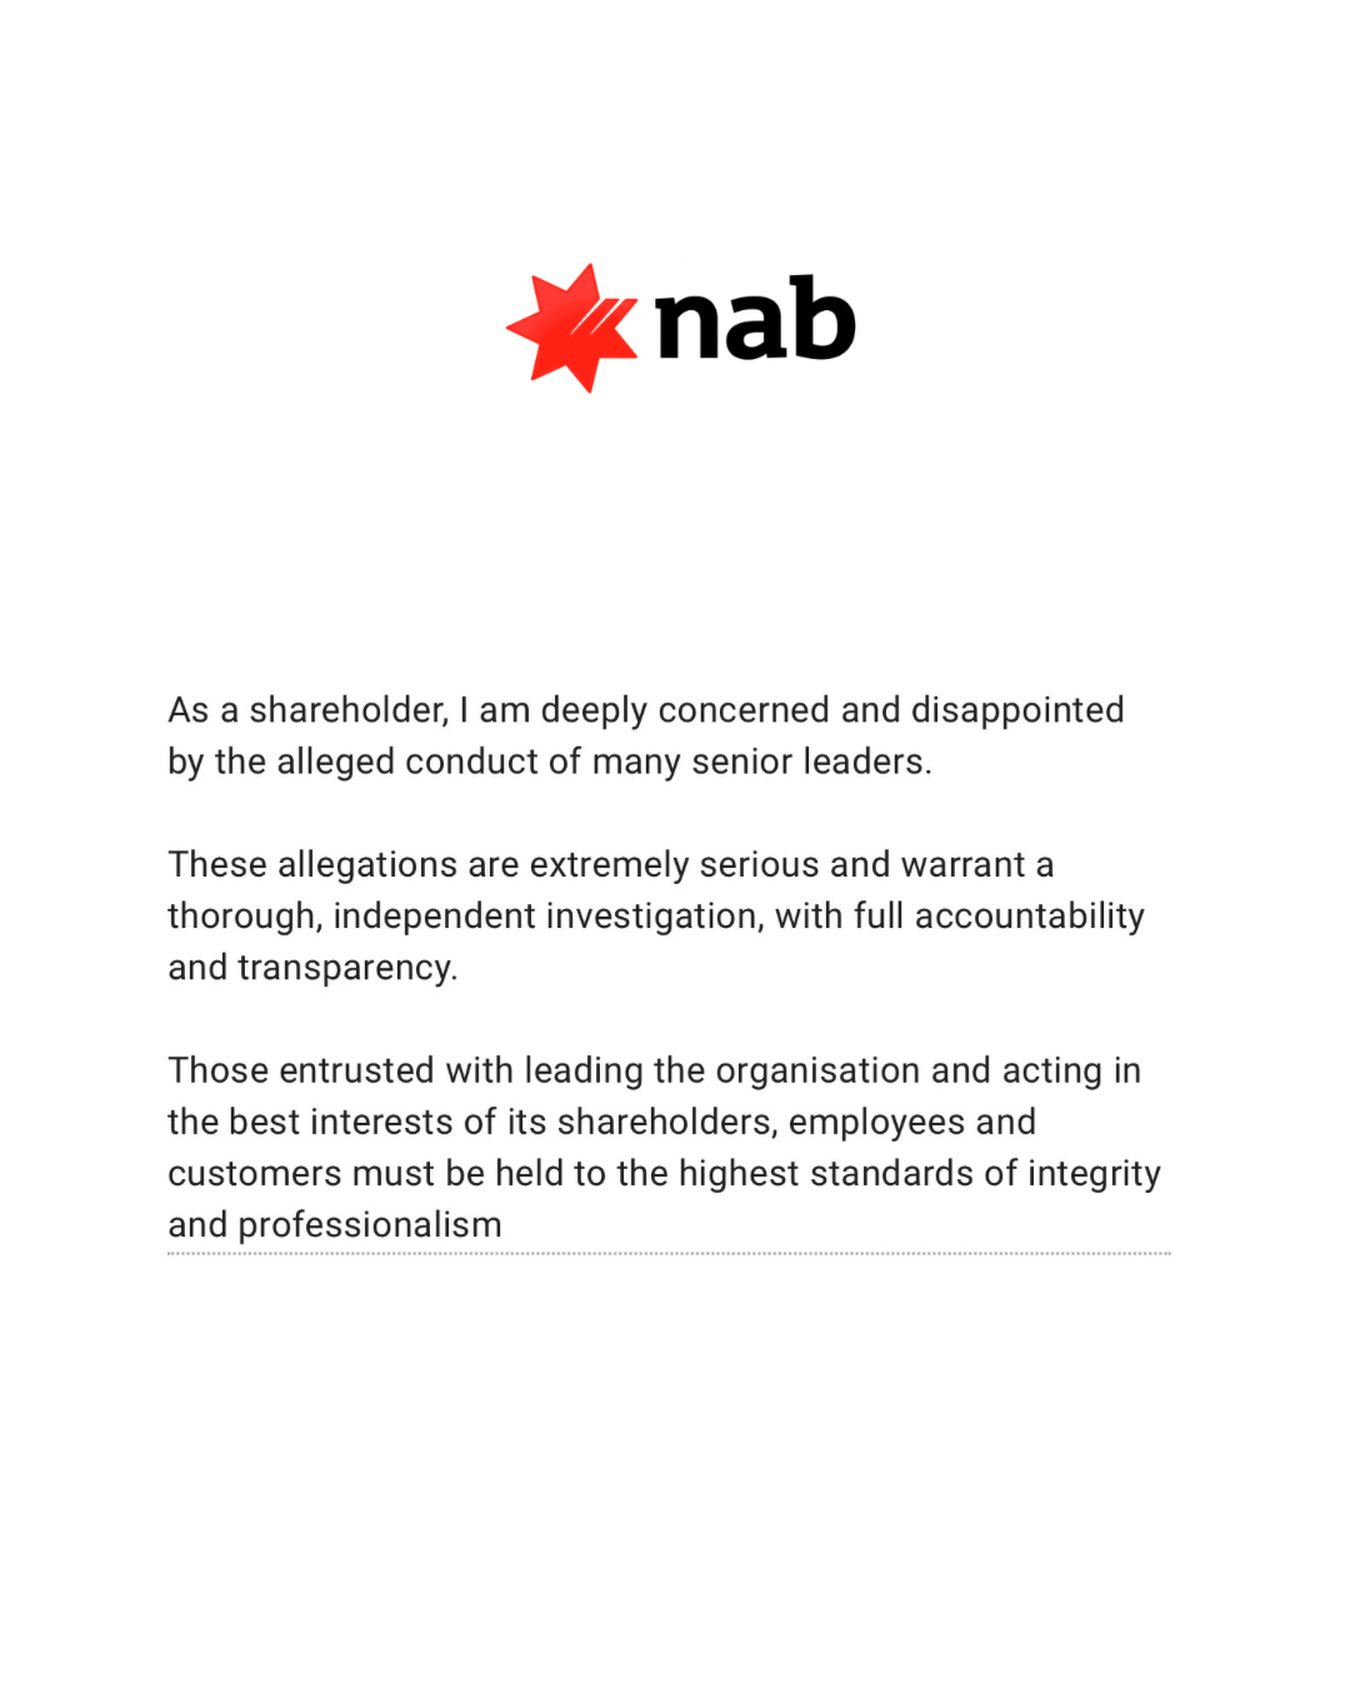 nab
As a shareholder, I am deeply concerned and disappointed
by the alleged conduct of many senior leaders.
These allegations are extremely serious and warrant a
thorough, independent investigation, with full accountability
and transparency.
Those entrusted with leading the organisation and acting in
the best interests of its shareholders, employees and
customers must be held to the highest standards of integrity
and professionalism